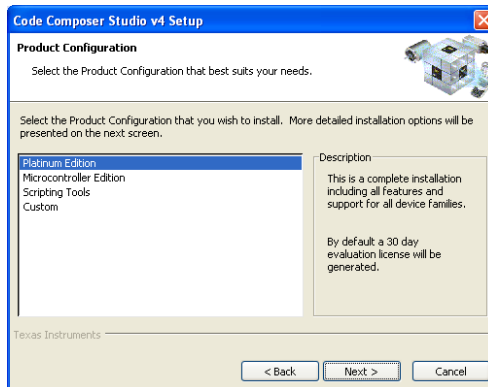 Code Composer Studio v4 Setup
Product Configuration
Select the Product Configuration that best suits your needs.
Select the Product Configuration that you wish to install.  More detailed installation options will be
presented on the next screen.
Platinum Edition
Microcontroller Edition
Scripting Tools
Custom
Description
This is a complete installation
including all features and
support for all device families.
By default a 30 day
evaluation license will be
generated.
Texas Instruments
< Back
Next >
Cancel